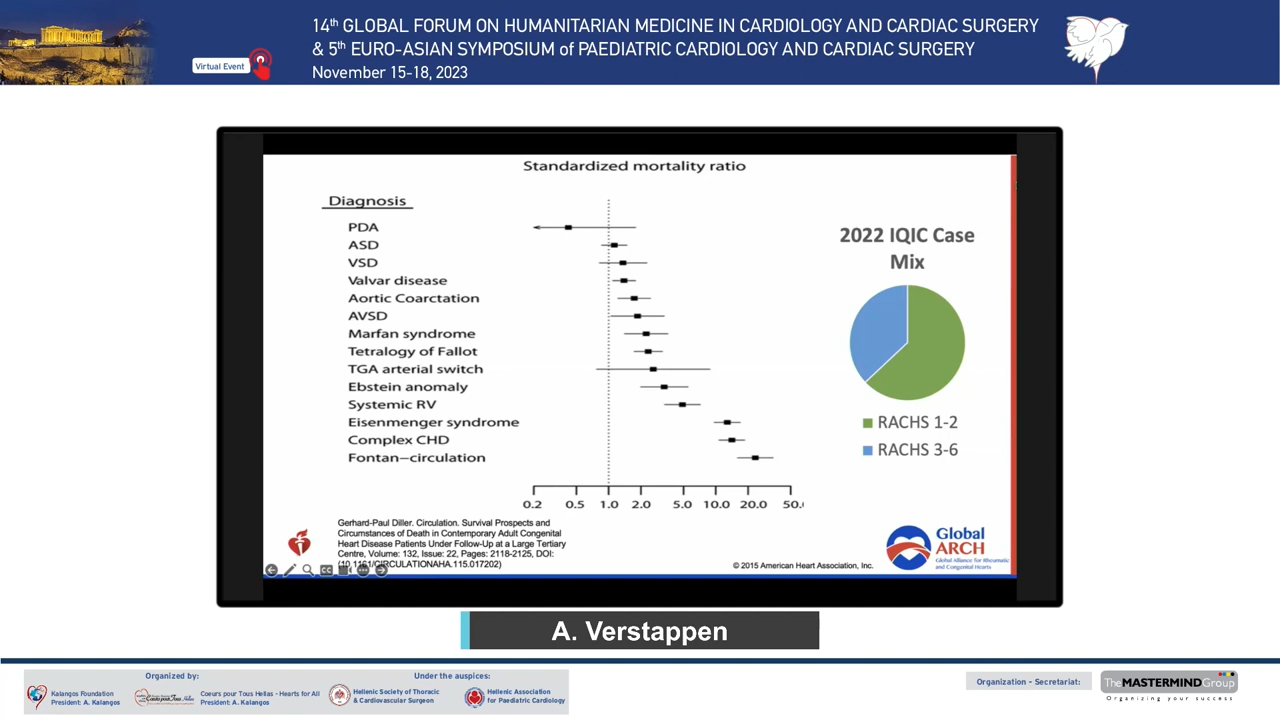 14th GLOBAL FORUM ON HUMANITARIAN MEDICINE IN CARDIOLOGY AND CARDIAC SURGERY
& 5th EURO-ASIAN SYMPOSIUM of PAEDIATRIC CARDIOLOGY AND CARDIAC SURGERY
November 15-18, 2023
Virtual Event
Standardized mortality ratio
Diagnosis
PDA
ASD
VSD
Valvar disease
Aortic Coarctation
AVSD
Marfan syndrome
Tetralogy of Fallot
TGA arterial switch
Ebstein anomaly
Systemic RV
Eisenmenger syndrome
Complex CHD
Fontan–circulation
0.2 0.5 1.0 2.0 5.0 10.0 20.0 50.
2022 IQIC Case
Mix
RACHS 1-2
RACHS 3-6
Gerhard-Paul Diller. Circulation. Survival Prospects and
Circumstances of Death in Contemporary Adult Congenital
Heart Disease Patients Under Follow-Up at a Large Tertiary
Centre, Volume: 132, Issue: 22, Pages: 2118-2125, DOI:
(10.1161/CIRCULATIONAHA.115.017202)
© 2015 American Heart Association, Inc.
Global
ARCH
Global Alliance for Rheumatic
and Congenital Hearts
CC
A. Verstappen
Organized by:
Kalangos Foundation
President: A. Kalangos
Coeurs pour Tous Hellas
Coeurs pour Tous Hellas - Hearts for All
President: A. Kalangos
Under the auspices:
Hellenic Society of Thoracic
& Cardiovascular Surgeon
Hellenic Association
for Paediatric Cardiology
Organization - Secretariat:
The MASTERMIND Group
Organizing your success